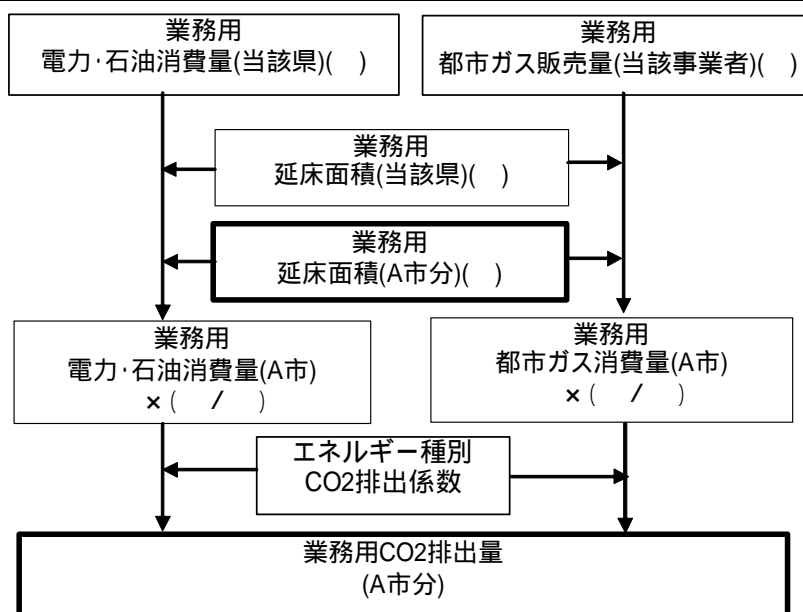 業務用
電力･石油消費量(当該県)(　)
業務用
都市ガス販売量(当該事業者)(　)
業務用
延床面積(当該県)(　)
業務用
延床面積(A市分)(　)
業務用
電力･石油消費量(A市)
×(　/　)
業務用
都市ガス消費量(A市)
×(　/　)
エネルギー種別
CO2排出係数
業務用CO2排出量
(A市分)